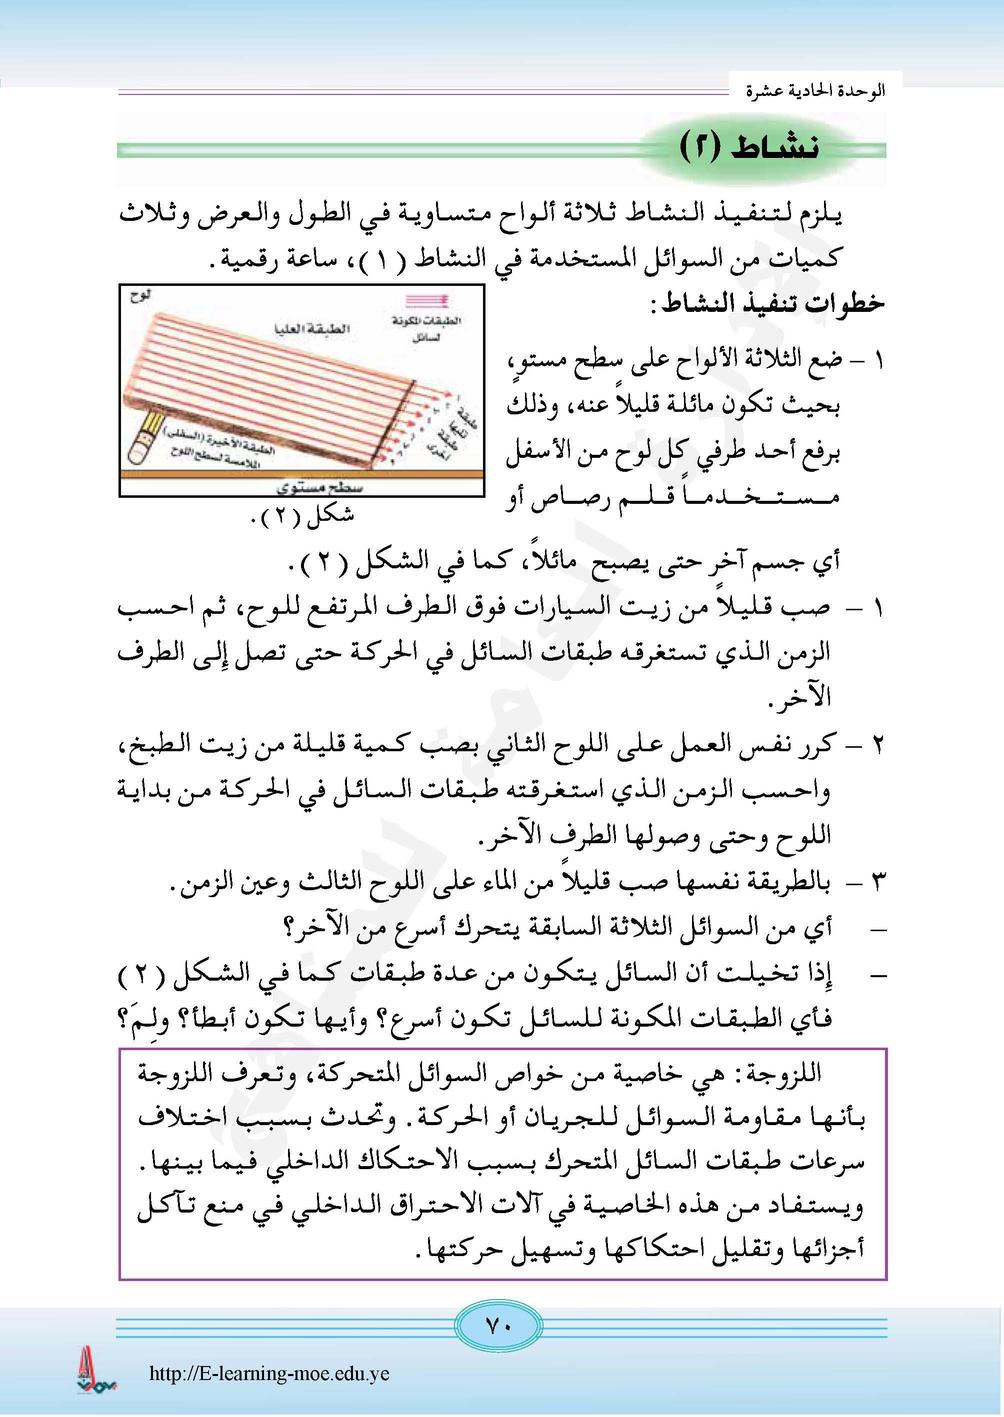 الوحدة الحادية عشرة
نشاط (٢)
يلزم لتنفيذ النشاط ثلاثة ألواح متساوية في الطول والعرض وثلاث
كميات من السوائل المستخدمة في النشاط (١)، ساعة رقمية.
خطوات تنفيذ النشاط:
١ – ضع الثلاثة الألواح على سطح مستوٍ،
بحيث تكون مائلة قليلاً عنه، وذلك
برفع أحد طرفي كل لوح من الأسفل
مستخدماً قلم رصاص أو
لوح
الطبقة العليا
الطبقات المكونة
لسائل
الطبقة الأخيرة (السفلى)
الملامسة لسطح اللوح
سطح مستوي
شكل (٢).
أي جسم آخر حتى يصبح مائلاً، كما في الشكل (٢).
١ – صب قليلاً من زيت السيارات فوق الطرف المرتفع للوح، ثم احسب
الزمن الذي تستغرقه طبقات السائل في الحركة حتى تصل إلى الطرف
الآخر.
٢ – كرر نفس العمل على اللوح الثاني بصب كمية قليلة من زيت الطبخ،
واحسب الزمن الذي استغرقته طبقات السائل في الحركة من بداية
اللوح وحتى وصولها الطرف الآخر.
٣ – بالطريقة نفسها صب قليلاً من الماء على اللوح الثالث وعين الزمن.
– أي من السوائل الثلاثة السابقة يتحرك أسرع من الآخر؟
– إذا تخيلت أن السائل يتكون من عدة طبقات كما في الشكل (٢)
فأي الطبقات المكونة للسائل تكون أسرع؟ وأيها تكون أبطأ؟ ولِمَ؟
اللزوجة: هي خاصية من خواص السوائل المتحركة، وتعرف اللزوجة
بأنها مقاومة السوائل للجريان أو الحركة. وتحدث بسبب اختلاف
سرعات طبقات السائل المتحرك بسبب الاحتكاك الداخلي فيما بينها.
ويستفاد من هذه الخاصية في آلات الاحتراق الداخلي في منع تآكل
أجزائها وتقليل احتكاكها وتسهيل حركتها.
٧٠
http://E-learning-moe.edu.ye